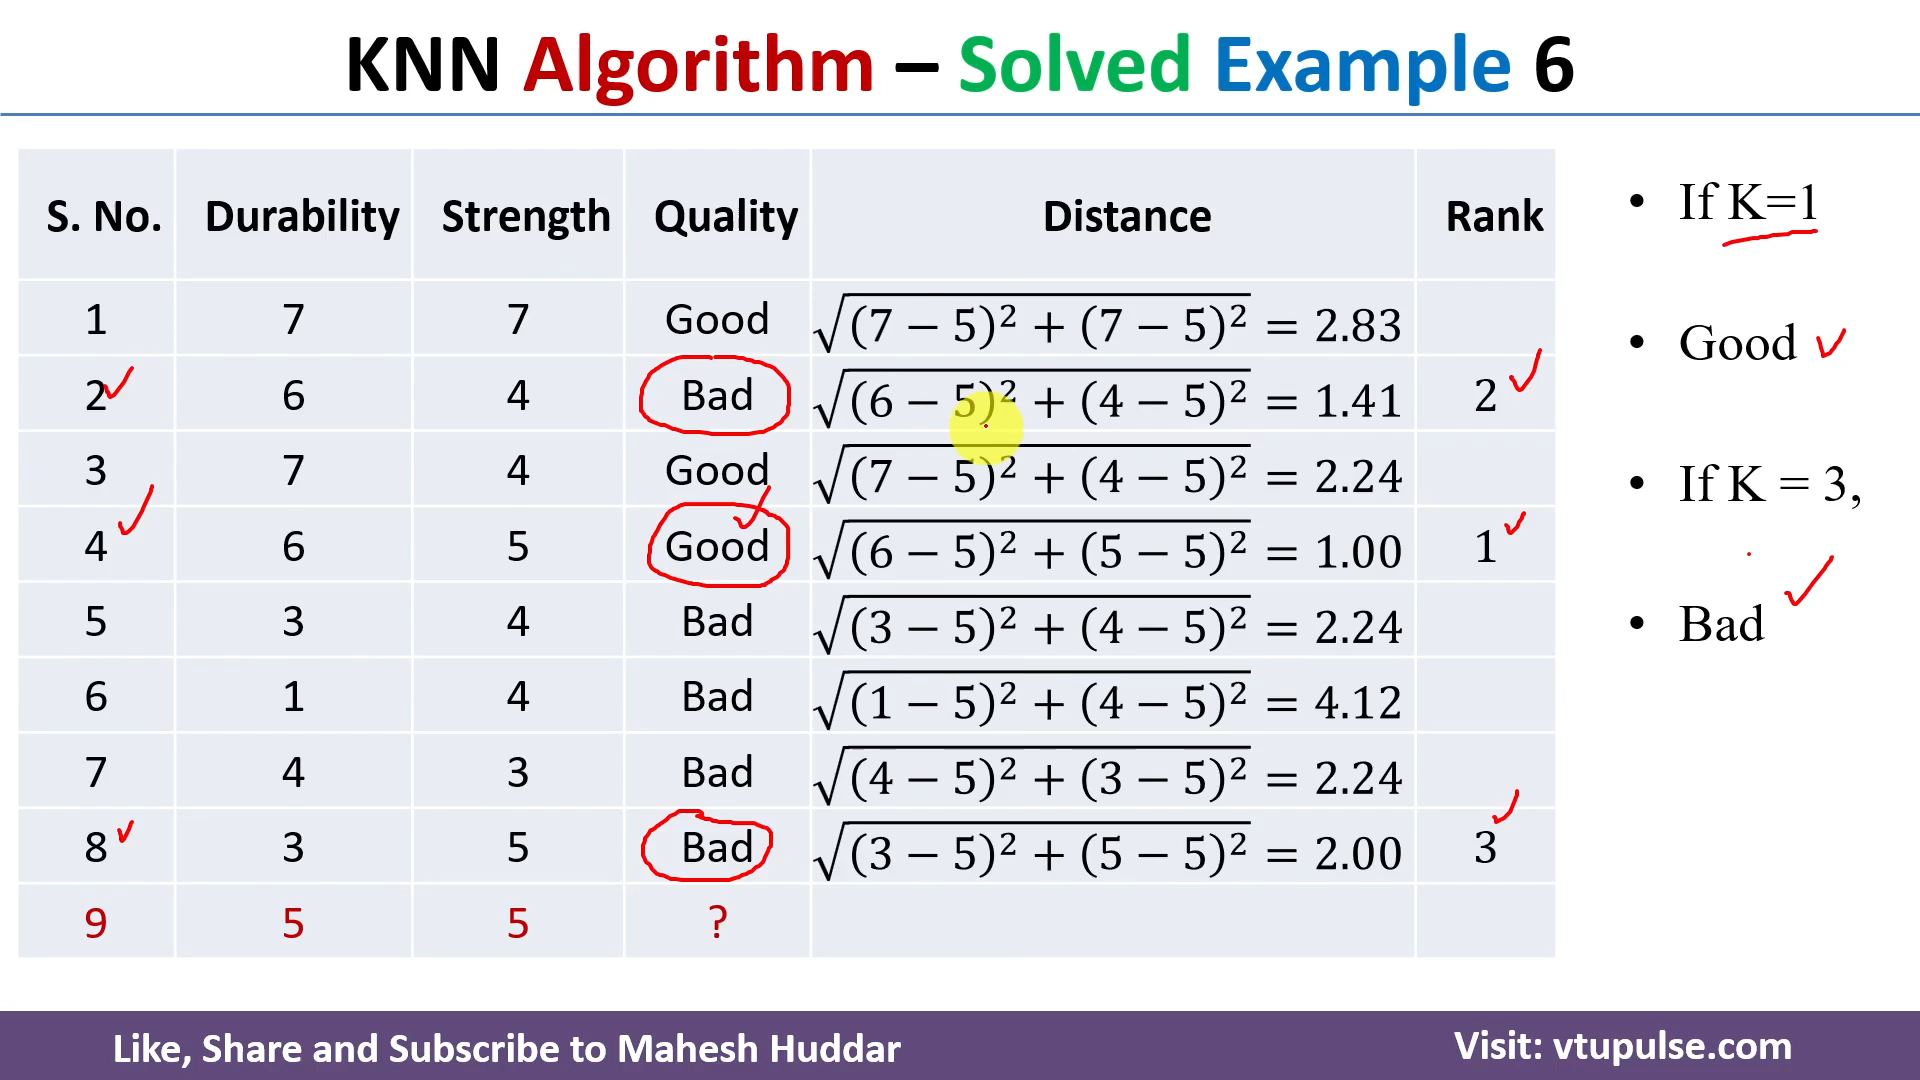 KNN Algorithm – Solved Example 6
S. No. Durability Strength Quality Distance Rank
1 7 7 Good √(7 − 5)² + (7 − 5)² = 2.83
2 6 4 Bad √(6 − 5)² + (4 − 5)² = 1.41 2
3 7 4 Good √(7 − 5)² + (4 − 5)² = 2.24
4 6 5 Good √(6 − 5)² + (5 − 5)² = 1.00 1
5 3 4 Bad √(3 − 5)² + (4 − 5)² = 2.24
6 1 4 Bad √(1 − 5)² + (4 − 5)² = 4.12
7 4 3 Bad √(4 − 5)² + (3 − 5)² = 2.24
8 3 5 Bad √(3 − 5)² + (5 − 5)² = 2.00 3
9 5 5 ?
• If K=1
• Good
• If K = 3,
• Bad
Like, Share and Subscribe to Mahesh Huddar
Visit: vtupulse.com